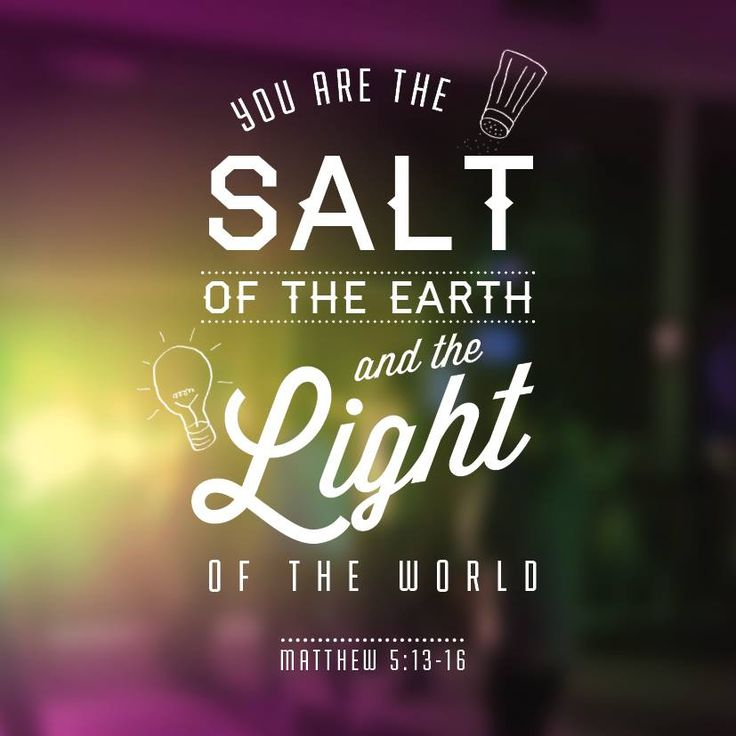 YOU ARE THE
SALT
OF THE EARTH
and the
Light
OF THE WORLD
MATTHEW 5:13-16